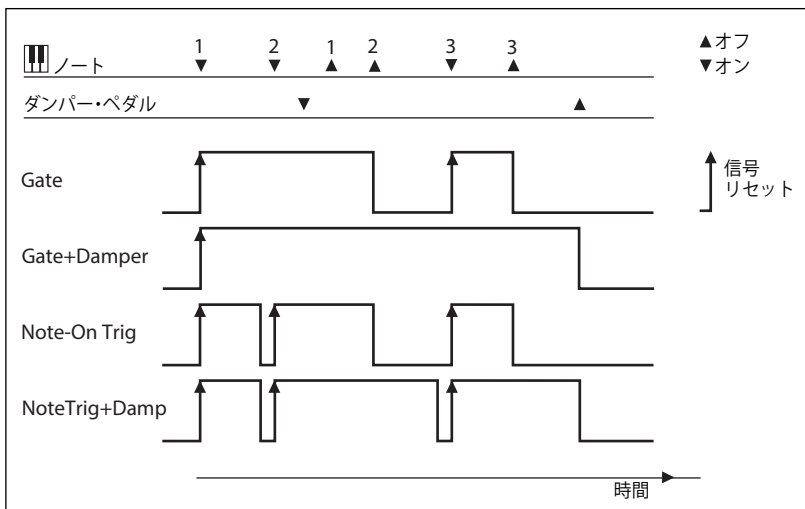 1 2 1 2 3 3
▲オフ
ノート ▼ ▼ ▲ ▲ ▼ ▲
▼オン
ダンパー・ペダル ▼ ▲
Gate
信号
リセット
Gate+Damper
Note-On Trig
NoteTrig+Damp
時間